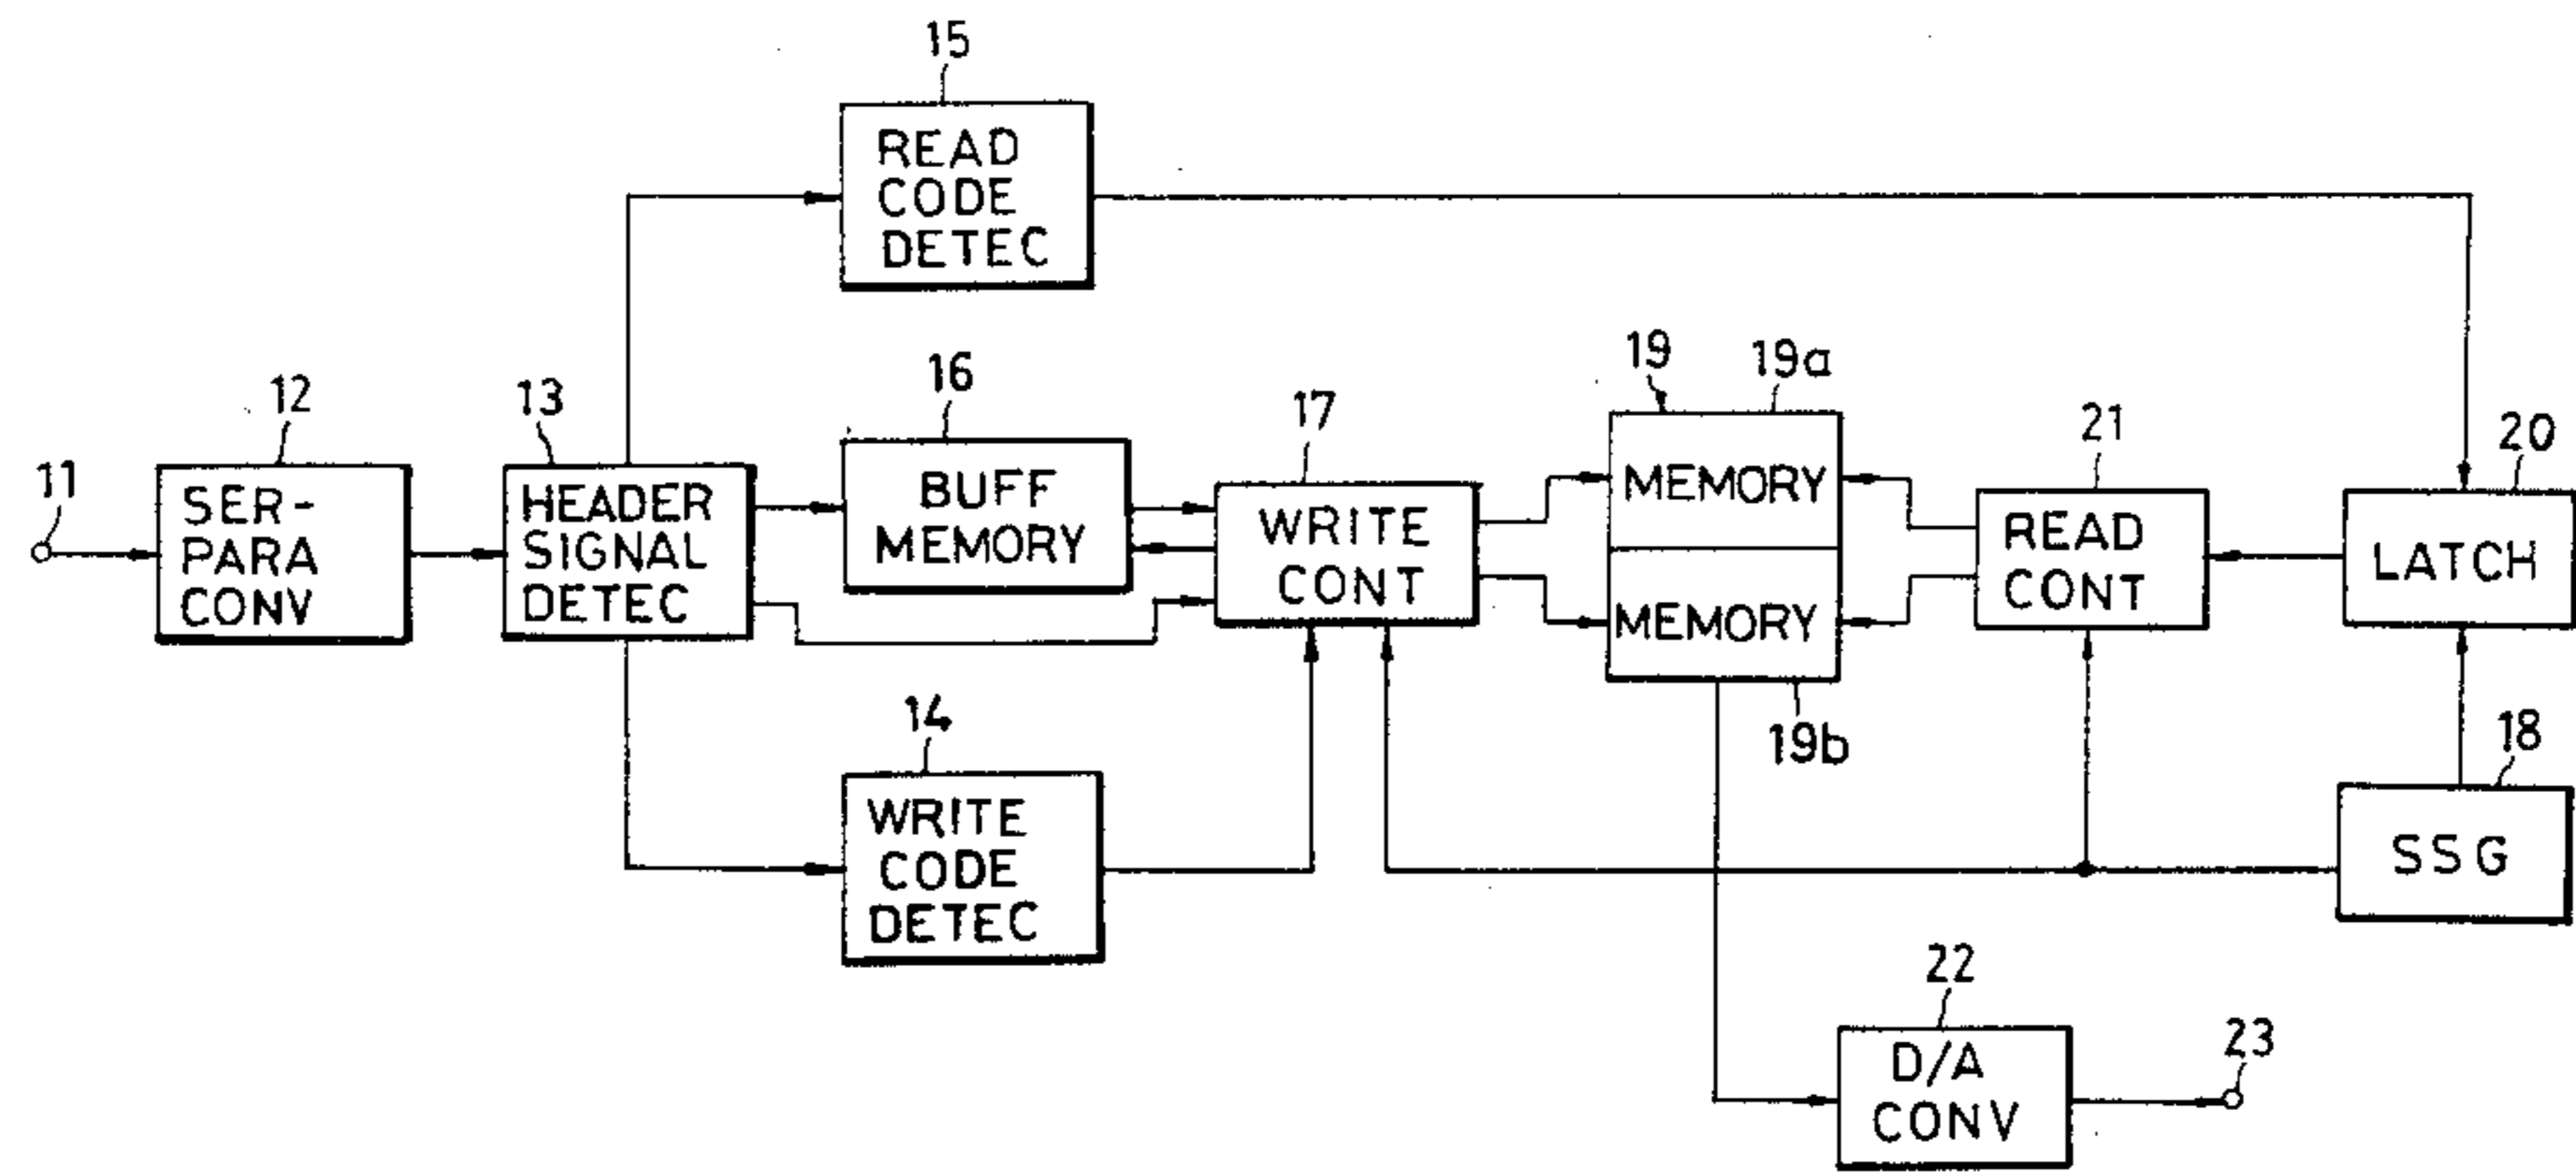 15
READ
CODE
DETEC
11
12
SER-
PARA
CONV
13
HEADER
SIGNAL
DETEC
16
BUFF
MEMORY
17
WRITE
CONT
19
19a
MEMORY
MEMORY
19b
21
READ
CONT
20
LATCH
14
WRITE
CODE
DETEC
18
SSG
22
D/A
CONV
23